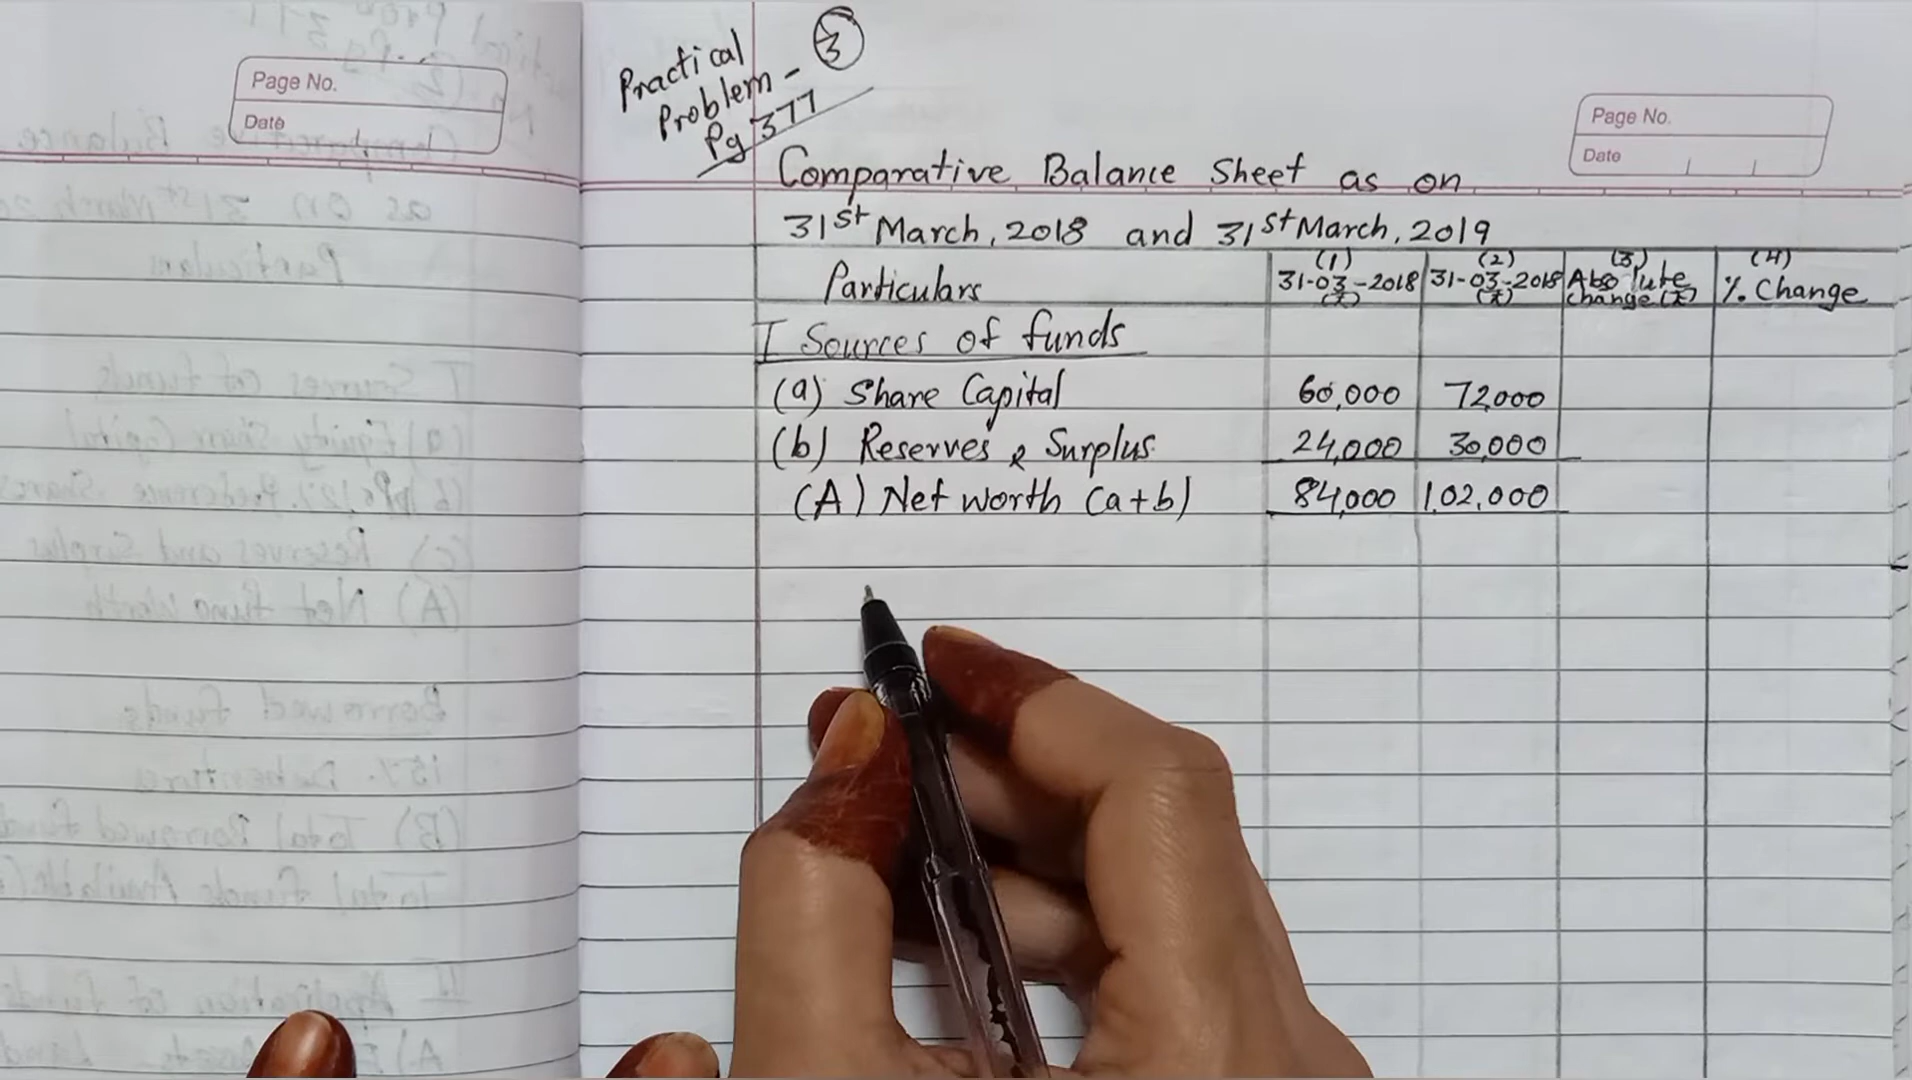 Page No.
Date
Practical
Problem - 3
Pg 377
Page No.
Date
Comparative Balance Sheet as on
31st March, 2018 and 31st March, 2019
Particulars (1) 31-03-2018 (₹) (2) 31-03-2018 (₹) (3) Absolute Change (₹) (4) % Change
I Sources of funds
(a) Share Capital 60,000 72,000
(b) Reserves & Surplus 24,000 30,000
(A) Net worth (a+b) 84,000 1,02,000